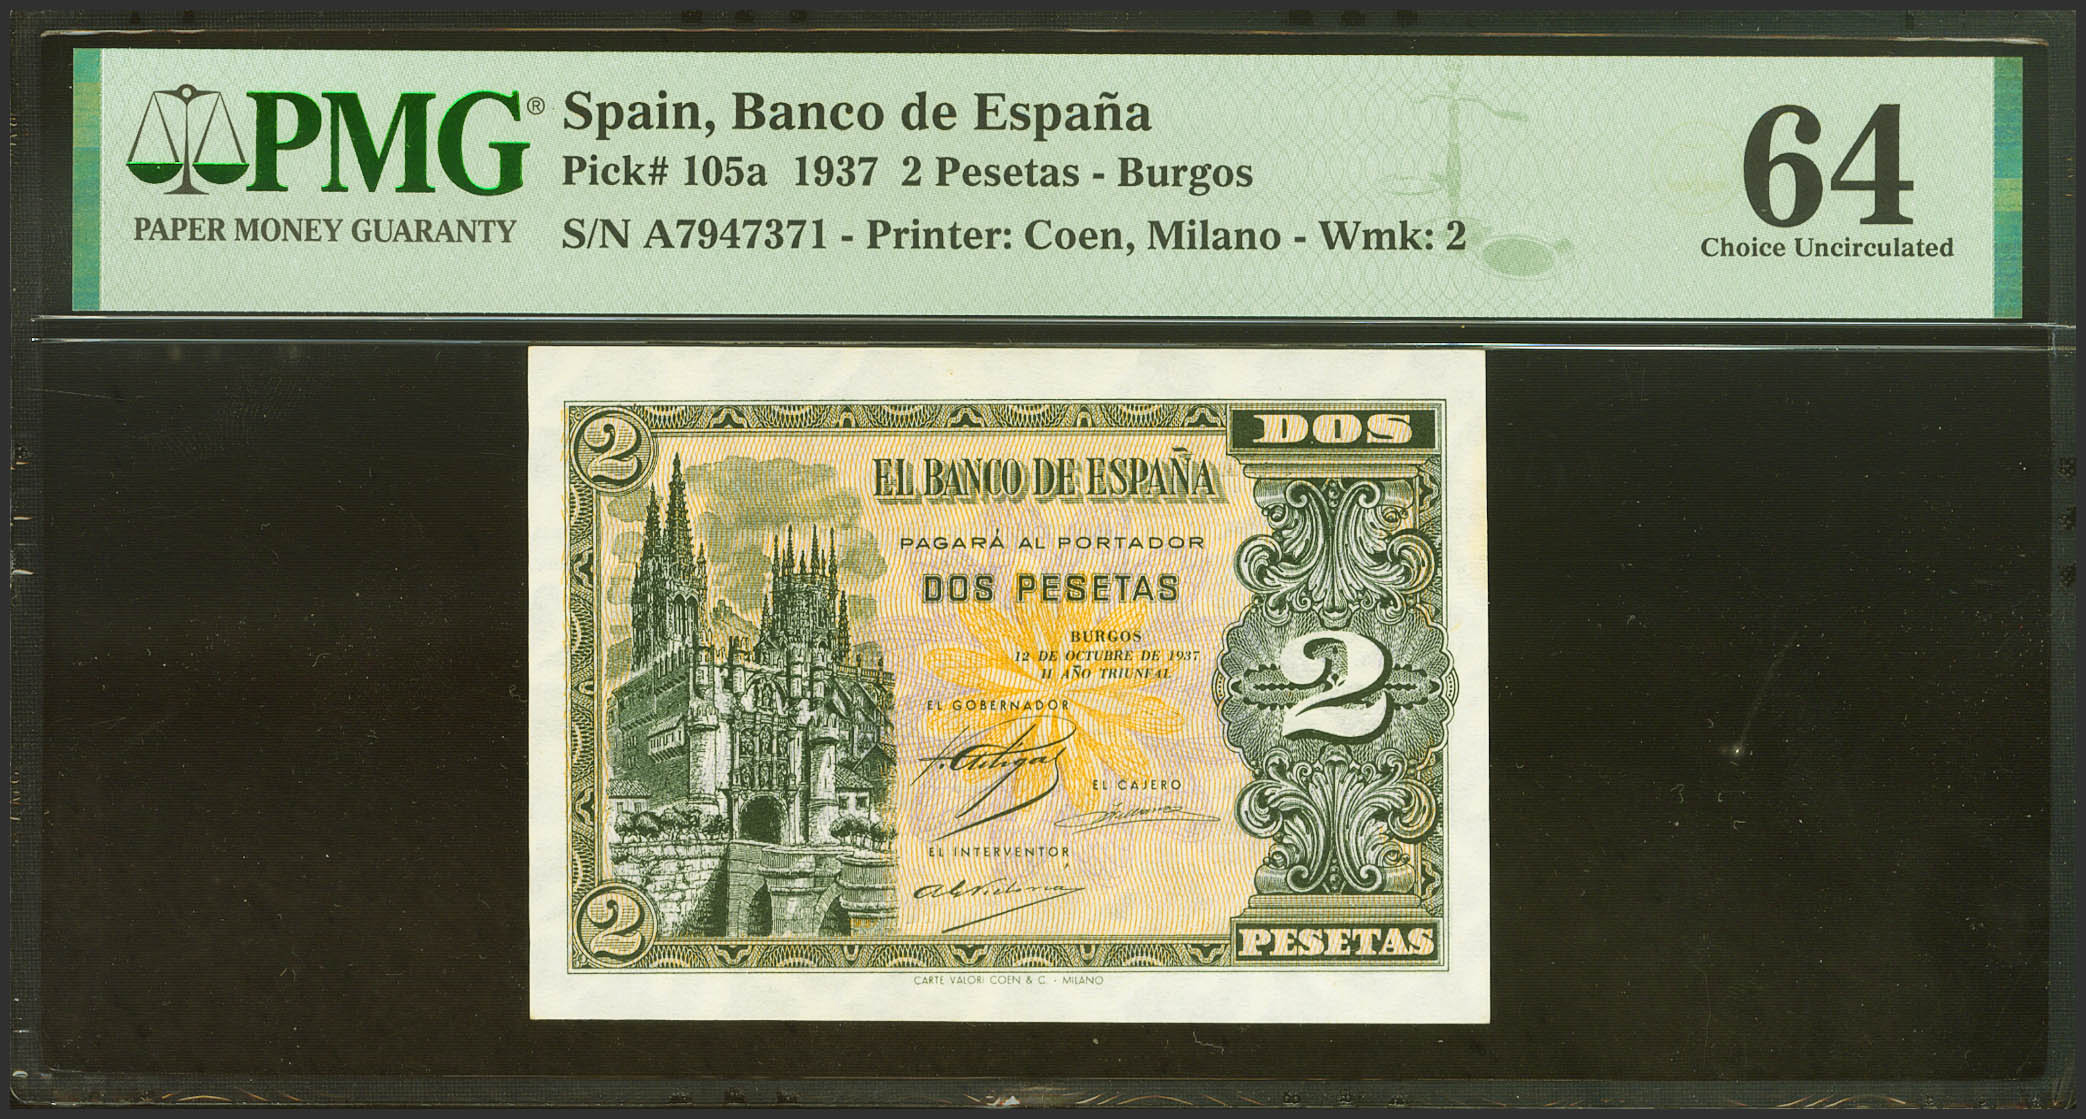 PMG®
PAPER MONEY GUARANTY
Spain, Banco de España
Pick# 105a 1937 2 Pesetas - Burgos
S/N A7947371 - Printer: Coen, Milano - Wmk: 2
64
Choice Uncirculated
2
DOS
EL BANCO DE ESPAÑA
PAGARÁ AL PORTADOR
DOS PESETAS
BURGOS
12 DE OCTUBRE DE 1937
II AÑO TRIUNFAL
2
EL GOBERNADOR
EL CAJERO
EL INTERVENTOR
2
PESETAS
CARTE VALORI COEN & C. - MILANO